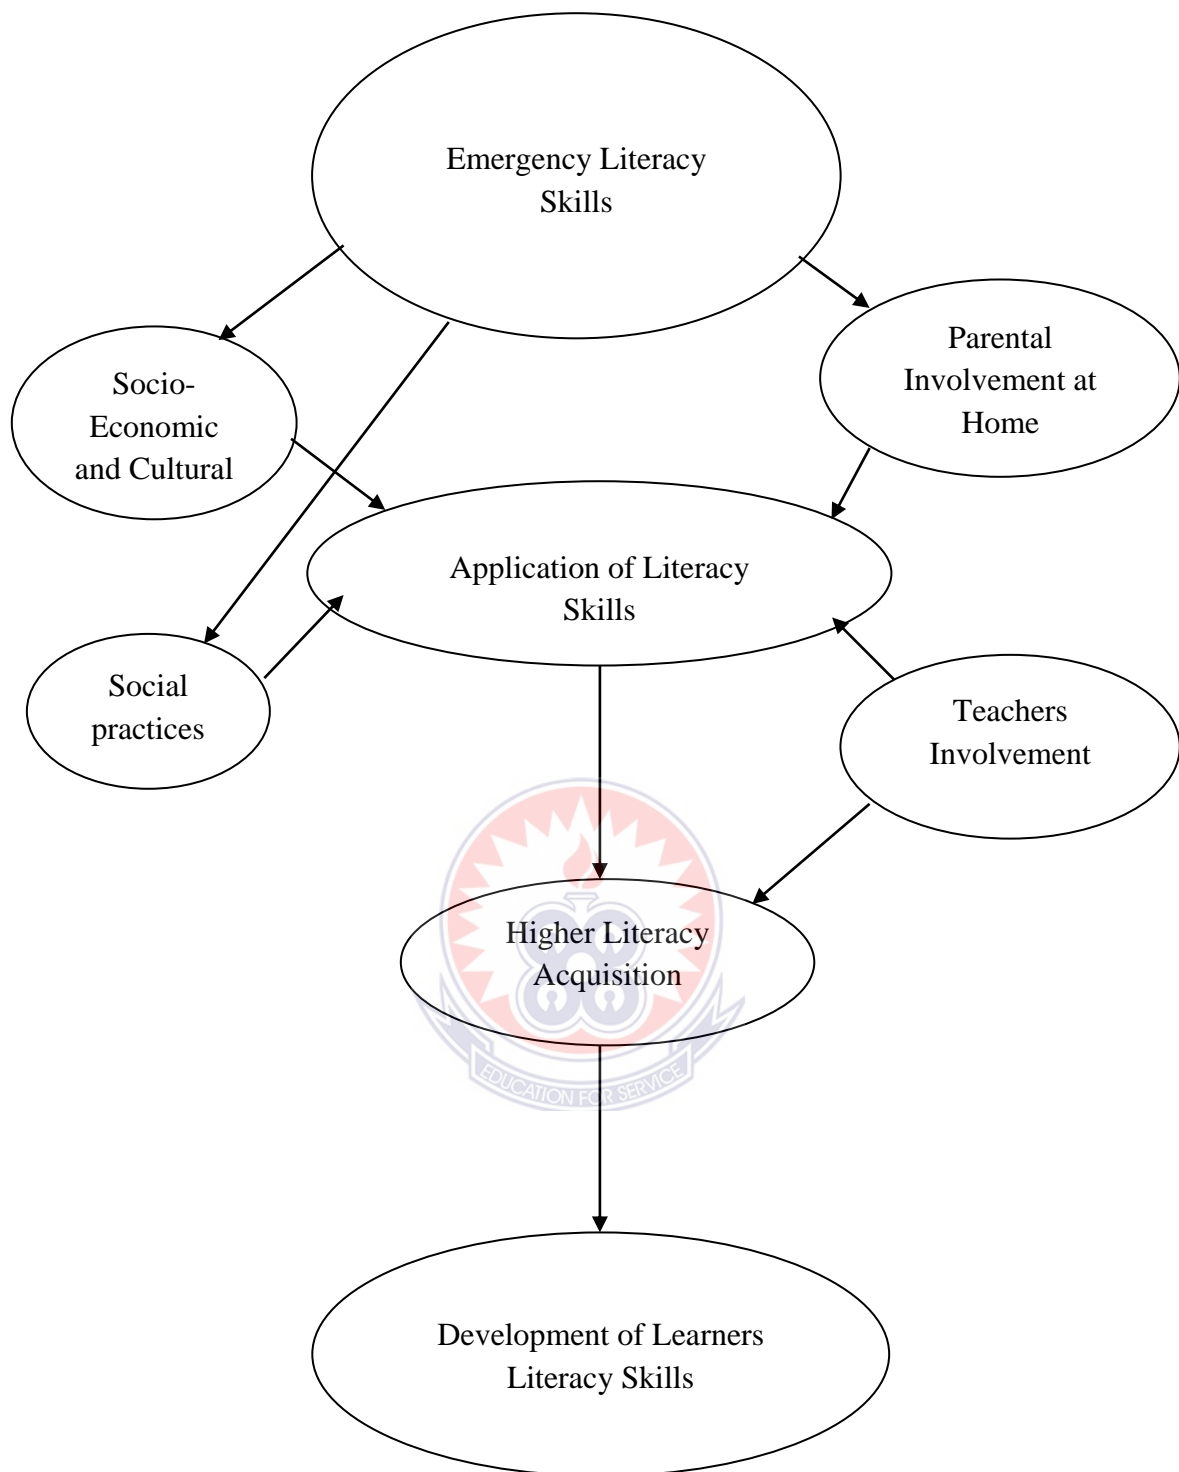 Emergency Literacy
Skills
Parental
Involvement at
Home
Socio-
Economic
and Cultural
Application of Literacy
Skills
Social
practices
Teachers
Involvement
Higher Literacy
Acquisition
EDUCATION FOR SERVICE
Development of Learners
Literacy Skills